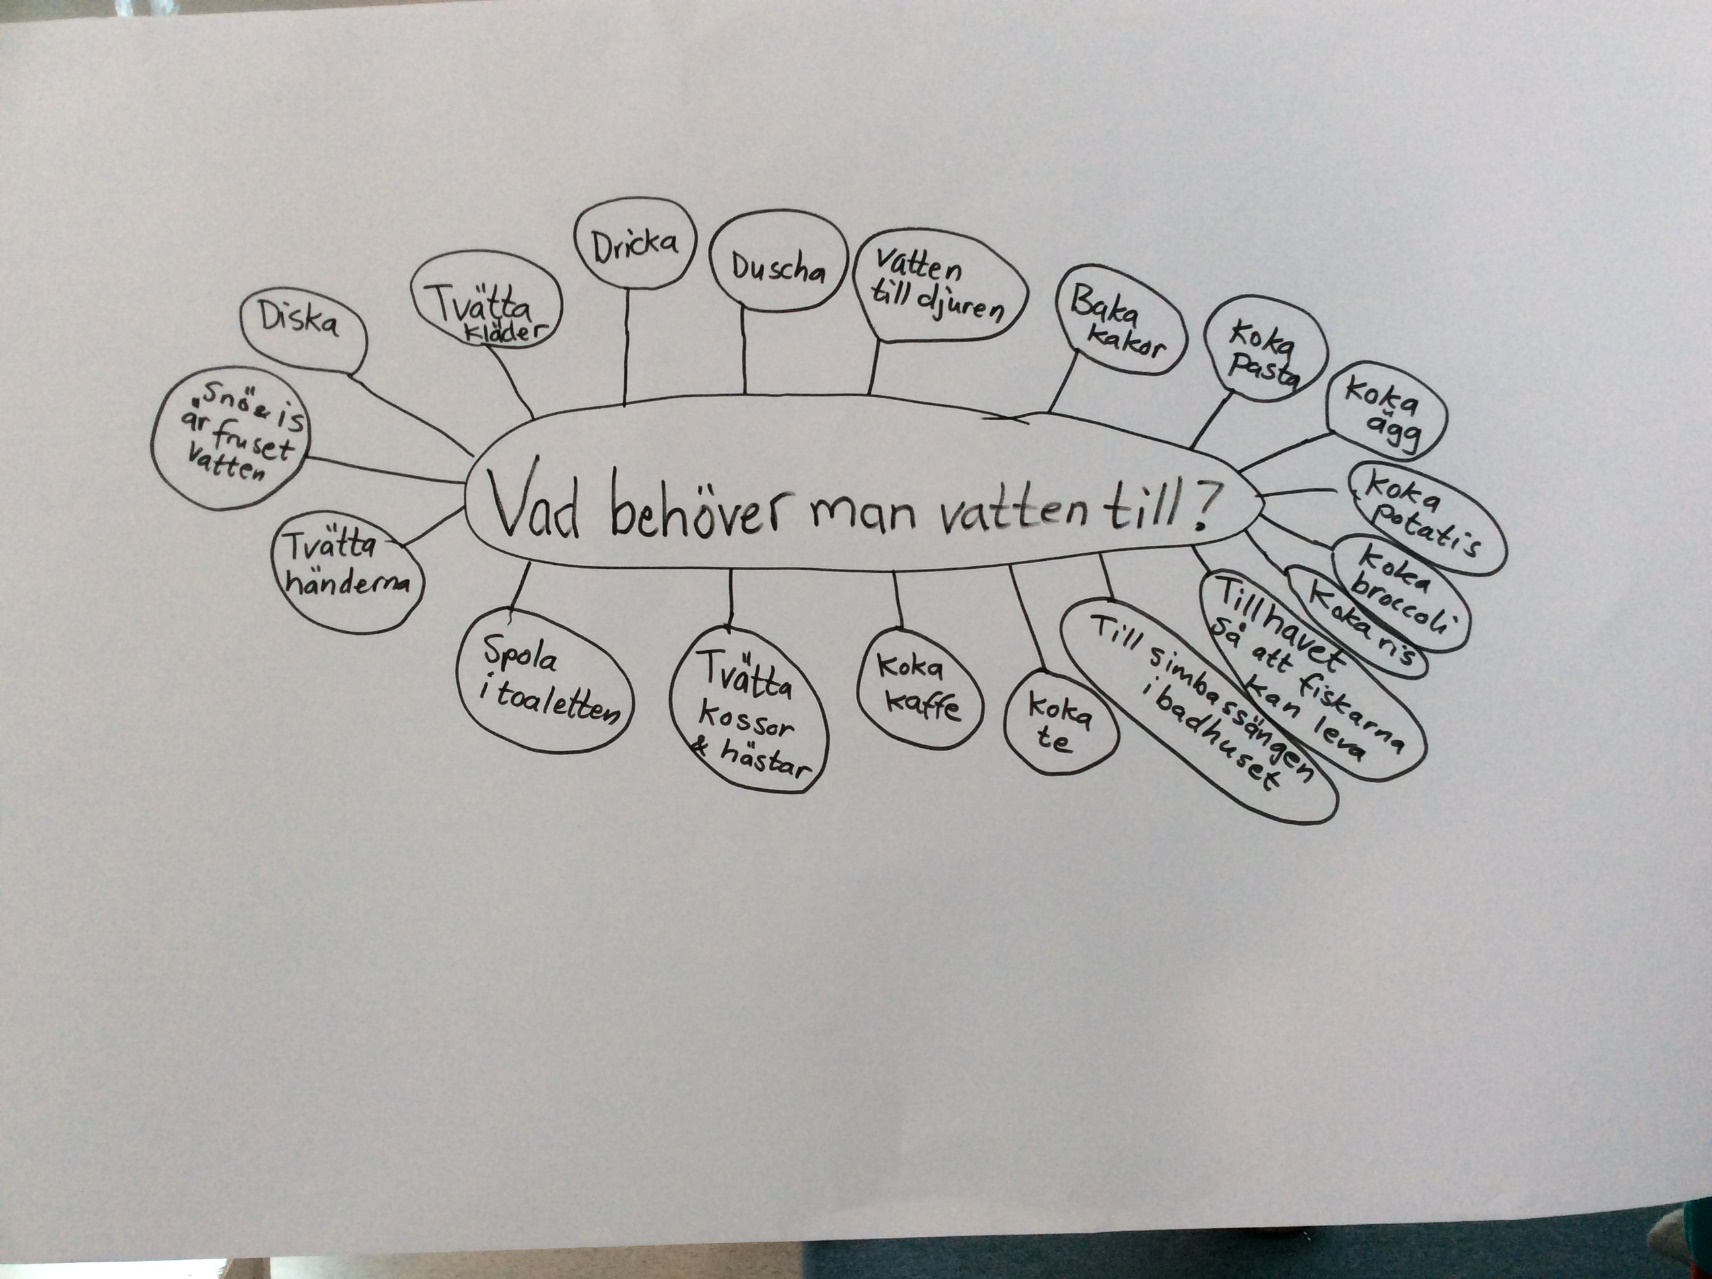 Vad behöver man vatten till?
Snö & is
är fruset
vatten
Diska
Tvätta
kläder
Dricka
Duscha
Vatten
till djuren
Baka
kakor
Koka
pasta
Koka
ägg
Koka
potatis
Koka
broccoli
Koka ris
Till havet
så att fiskarna
kan leva
Till simbassängen
i badhuset
Koka
te
Koka
kaffe
Tvätta
kossor
& hästar
Spola
i toaletten
Tvätta
händerna